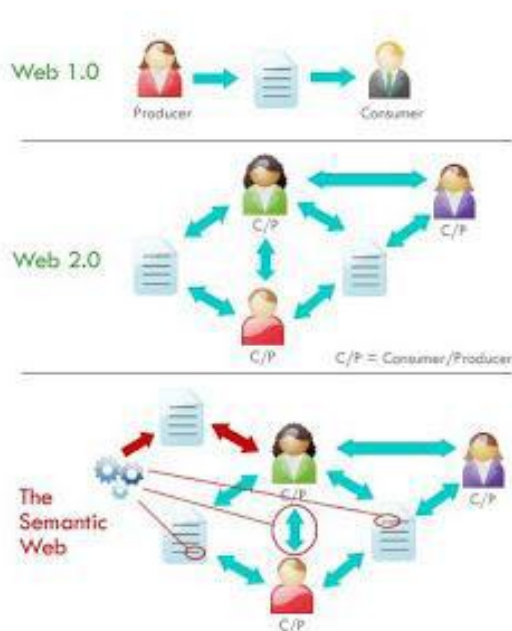 Web 1.0
Producer
Consumer
C/P
C/P
Web 2.0
C/P
C/P = Consumer/Producer
The
Semantic
Web
C/P
C/P
C/P